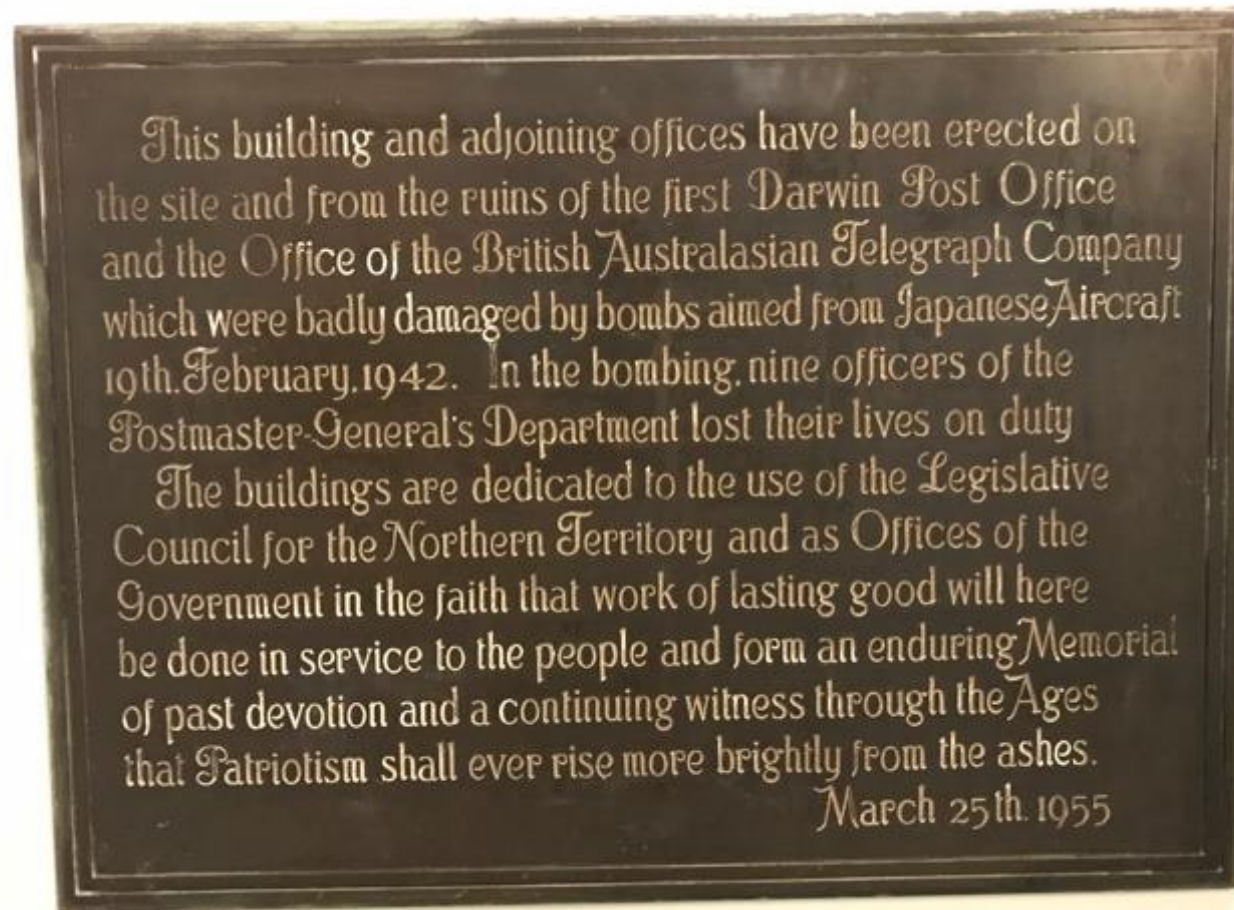 This building and adjoining offices have been erected on
the site and from the ruins of the first Darwin Post Office
and the Office of the British Australasian Telegraph Company
which were badly damaged by bombs aimed from Japanese Aircraft
19th. February, 1942. In the bombing, nine officers of the
Postmaster-General's Department lost their lives on duty
The buildings are dedicated to the use of the Legislative
Council for the Northern Territory and as Offices of the
Government in the faith that work of lasting good will here
be done in service to the people and form an enduring Memorial
of past devotion and a continuing witness through the Ages
that Patriotism shall ever rise more brightly from the ashes.
March 25th. 1955